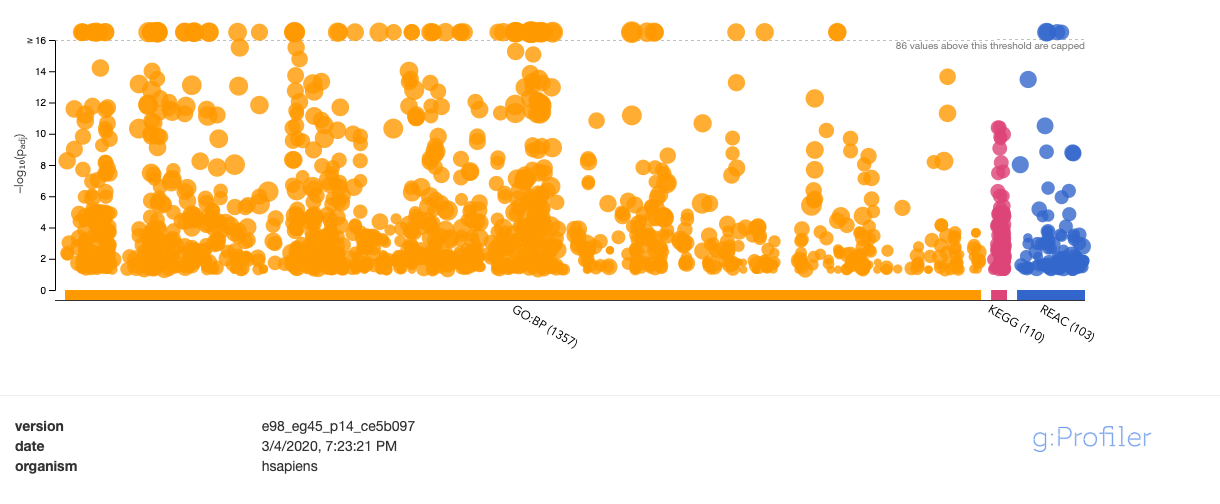 ≥ 16
86 values above this threshold are capped
14
12
10
8
6
4
2
0
−log₁₀(pₐdⱼ)
GO:BP (1357)
KEGG (110)
REAC (103)
version e98_eg45_p14_ce5b097
date 3/4/2020, 7:23:21 PM
organism hsapiens
g:Profiler